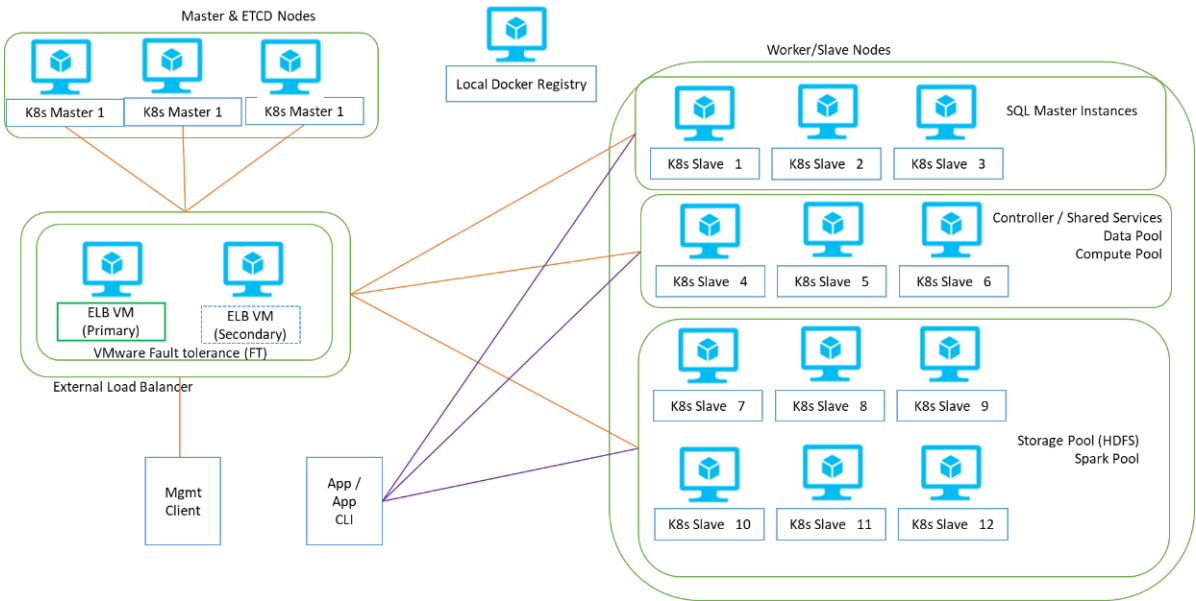 Master & ETCD Nodes
K8s Master 1
K8s Master 1
K8s Master 1
Local Docker Registry
Worker/Slave Nodes
SQL Master Instances
K8s Slave 1
K8s Slave 2
K8s Slave 3
Controller / Shared Services
Data Pool
Compute Pool
K8s Slave 4
K8s Slave 5
K8s Slave 6
ELB VM
(Primary)
ELB VM
(Secondary)
VMware Fault tolerance (FT)
External Load Balancer
K8s Slave 7
K8s Slave 8
K8s Slave 9
Storage Pool (HDFS)
Spark Pool
K8s Slave 10
K8s Slave 11
K8s Slave 12
Mgmt
Client
App /
App
CLI